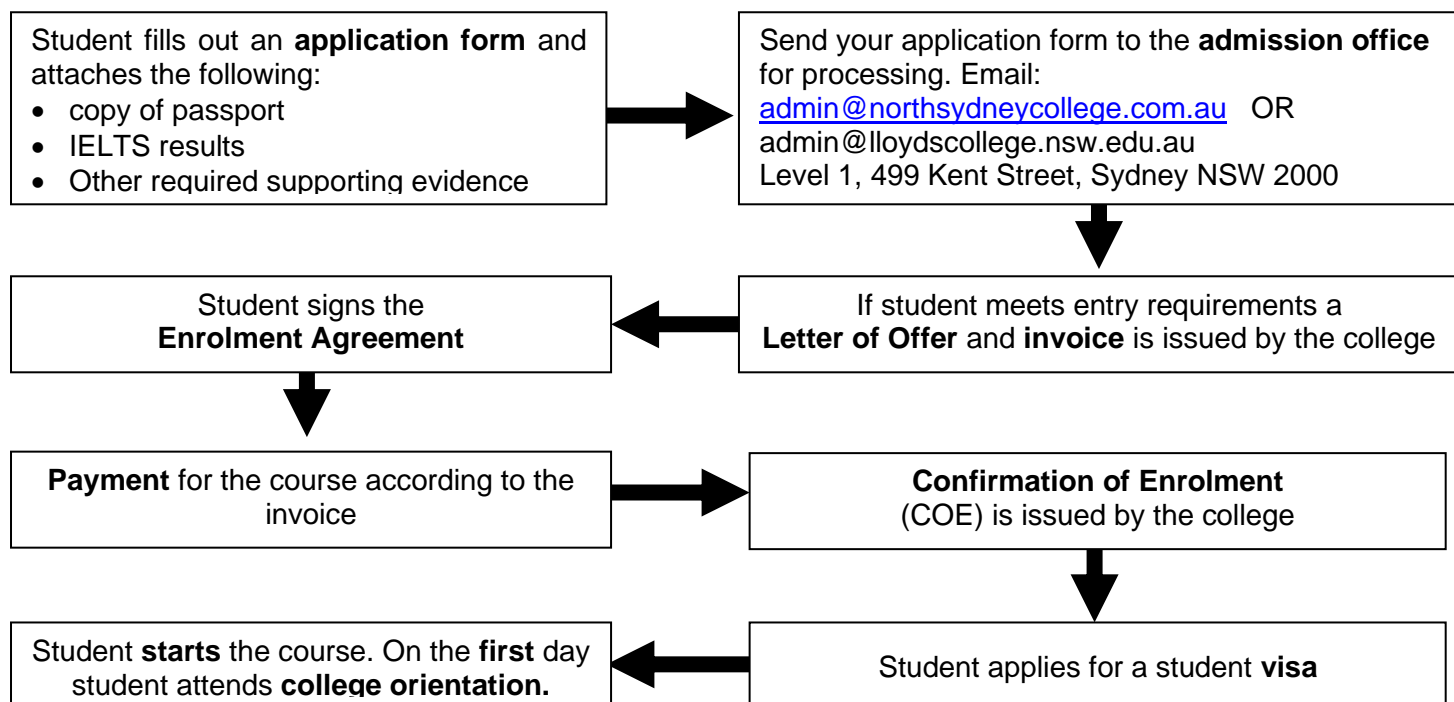 Student fills out an application form and
attaches the following:
• copy of passport
• IELTS results
• Other required supporting evidence
Send your application form to the admission office
for processing. Email:
admin@northsydneycollege.com.au OR
admin@lloydscollege.nsw.edu.au
Level 1, 499 Kent Street, Sydney NSW 2000
If student meets entry requirements a
Letter of Offer and invoice is issued by the college
Student signs the
Enrolment Agreement
Payment for the course according to the
invoice
Confirmation of Enrolment
(COE) is issued by the college
Student applies for a student visa
Student starts the course. On the first day
student attends college orientation.